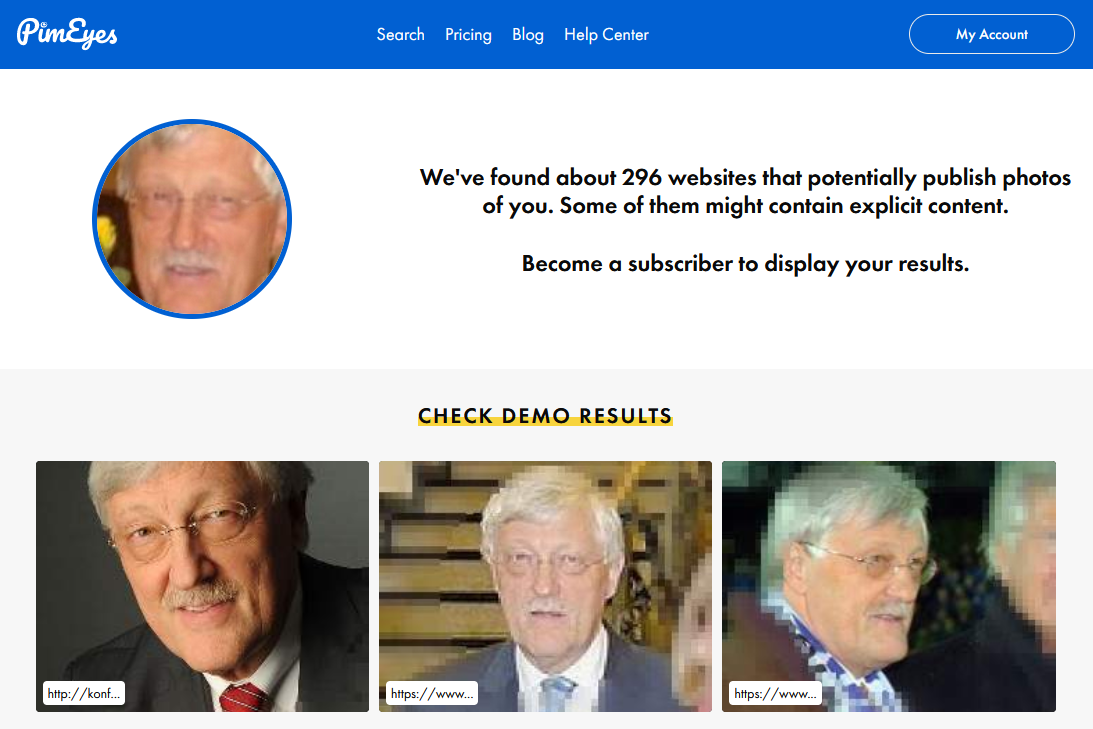 PimEyes
Search Pricing Blog Help Center
My Account
We've found about 296 websites that potentially publish photos
of you. Some of them might contain explicit content.
Become a subscriber to display your results.
CHECK DEMO RESULTS
http://konf...
https://www...
https://www...